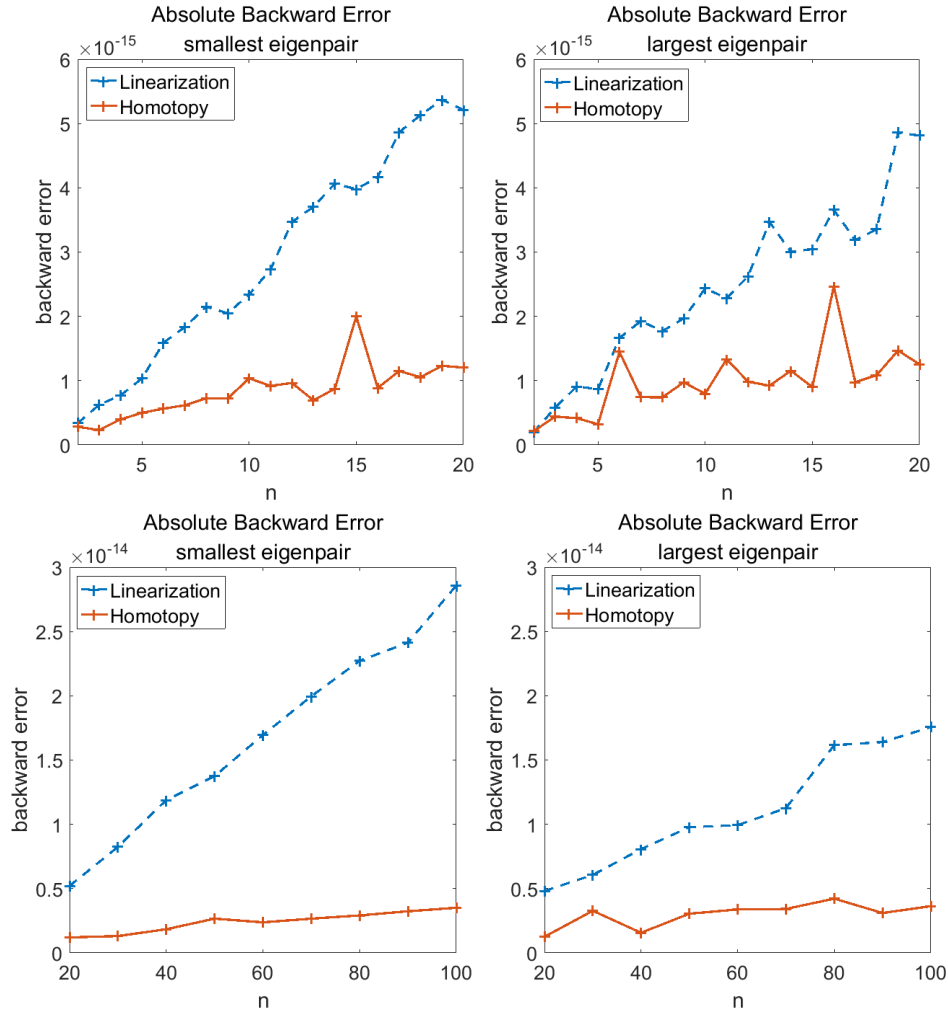 Absolute Backward Error
smallest eigenpair
×10^-15
Linearization
Homotopy
backward error
6
5
4
3
2
1
0
5
10
15
20
n
Absolute Backward Error
largest eigenpair
×10^-15
Linearization
Homotopy
backward error
6
5
4
3
2
1
0
5
10
15
20
n
Absolute Backward Error
smallest eigenpair
×10^-14
Linearization
Homotopy
backward error
3
2.5
2
1.5
1
0.5
0
20
40
60
80
100
n
Absolute Backward Error
largest eigenpair
×10^-14
Linearization
Homotopy
backward error
3
2.5
2
1.5
1
0.5
0
20
40
60
80
100
n